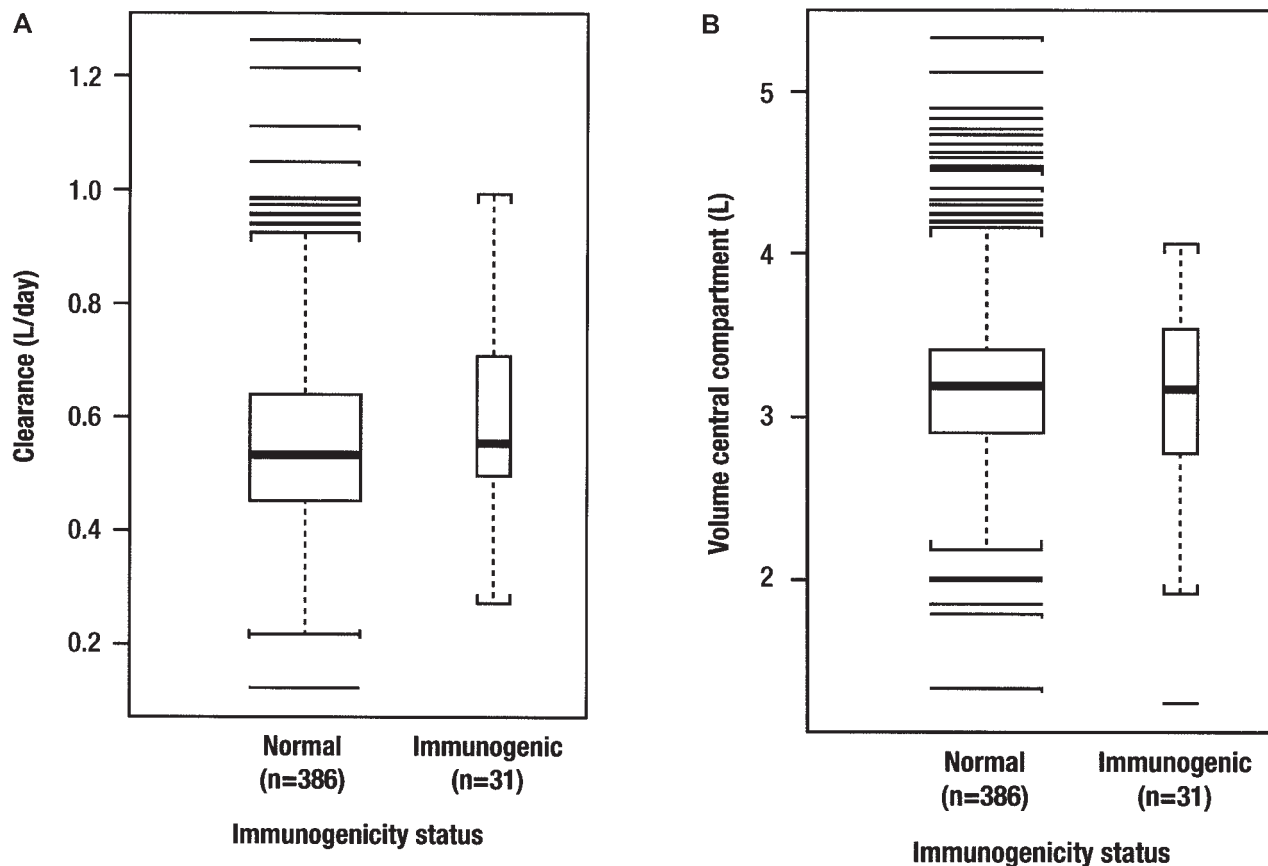 A
Clearance (L/day)
1.2
1.0
0.8
0.6
0.4
0.2
Normal
(n=386)
Immunogenic
(n=31)
Immunogenicity status
B
Volume central compartment (L)
5
4
3
2
Normal
(n=386)
Immunogenic
(n=31)
Immunogenicity status